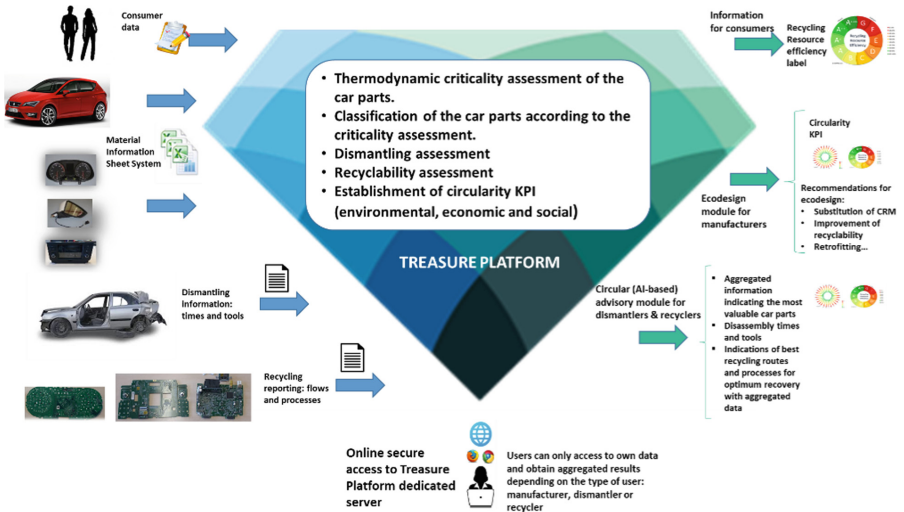 Consumer
data
Material
Information
Sheet System
Dismantling
Information:
times and tools
Recycling
reporting: flows
and processes
• Thermodynamic criticality assessment of the
car parts.
• Classification of the car parts according to the
criticality assessment.
• Dismantling assessment
• Recyclability assessment
• Establishment of circularity KPI
(environmental, economic and social)
TREASURE PLATFORM
Information
for consumers
Recycling
Resource
efficiency
label
Ecodesign
module for
manufacturers
Circularity
KPI
Recommendations for
ecodesign:
• Substitution of CRM
• Improvement of
recyclability
• Retrofitting...
Circular (AI-based)
advisory module for
dismantlers & recyclers
▪ Aggregated
information
indicating the most
valuable car parts
▪ Disassembly times
and tools
▪ Indications of best
recycling routes
and processes for
optimum recovery
with aggregated
data
Online secure
access to Treasure
Platform dedicated
server
Users can only access to own data
and obtain aggregated results
depending on the type of user:
manufacturer, dismantler or
recycler